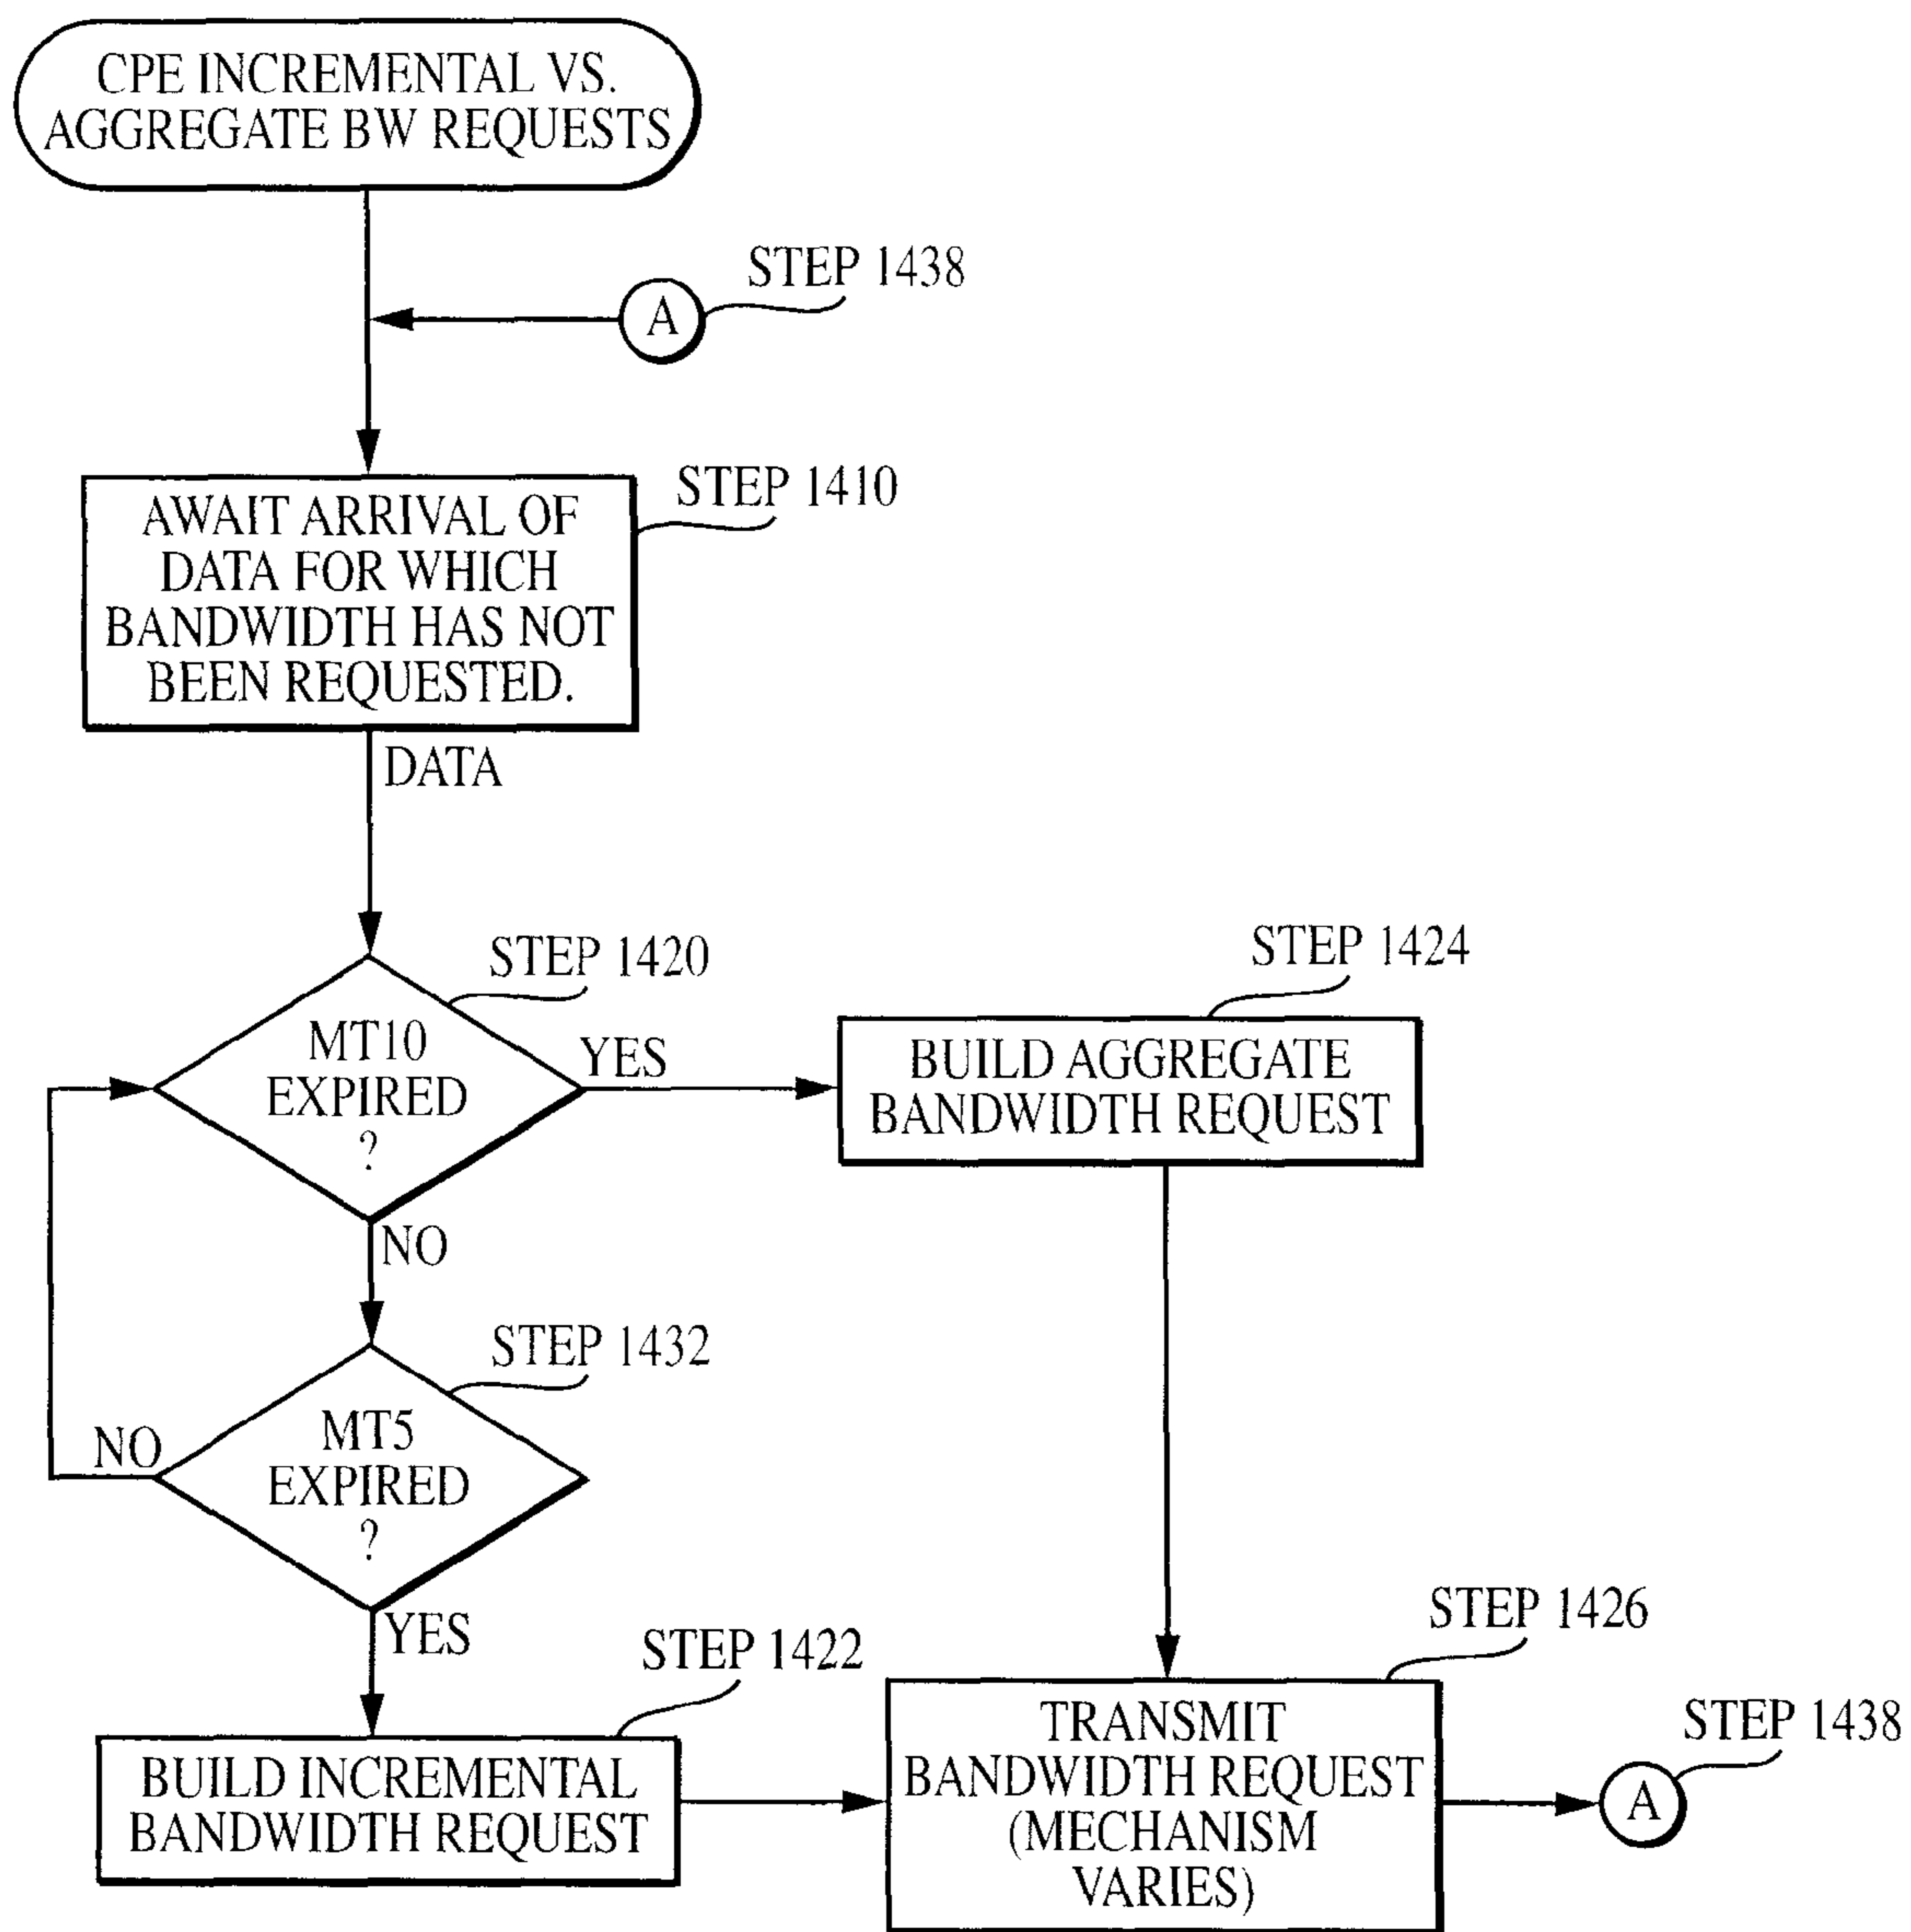 CPE INCREMENTAL VS.
AGGREGATE BW REQUESTS
STEP 1438
A
STEP 1410
AWAIT ARRIVAL OF
DATA FOR WHICH
BANDWIDTH HAS NOT
BEEN REQUESTED.
DATA
STEP 1420
MT10
EXPIRED
?
YES
NO
STEP 1424
BUILD AGGREGATE
BANDWIDTH REQUEST
STEP 1432
MT5
EXPIRED
?
NO
YES
STEP 1422
BUILD INCREMENTAL
BANDWIDTH REQUEST
STEP 1426
TRANSMIT
BANDWIDTH REQUEST
(MECHANISM
VARIES)
STEP 1438
A